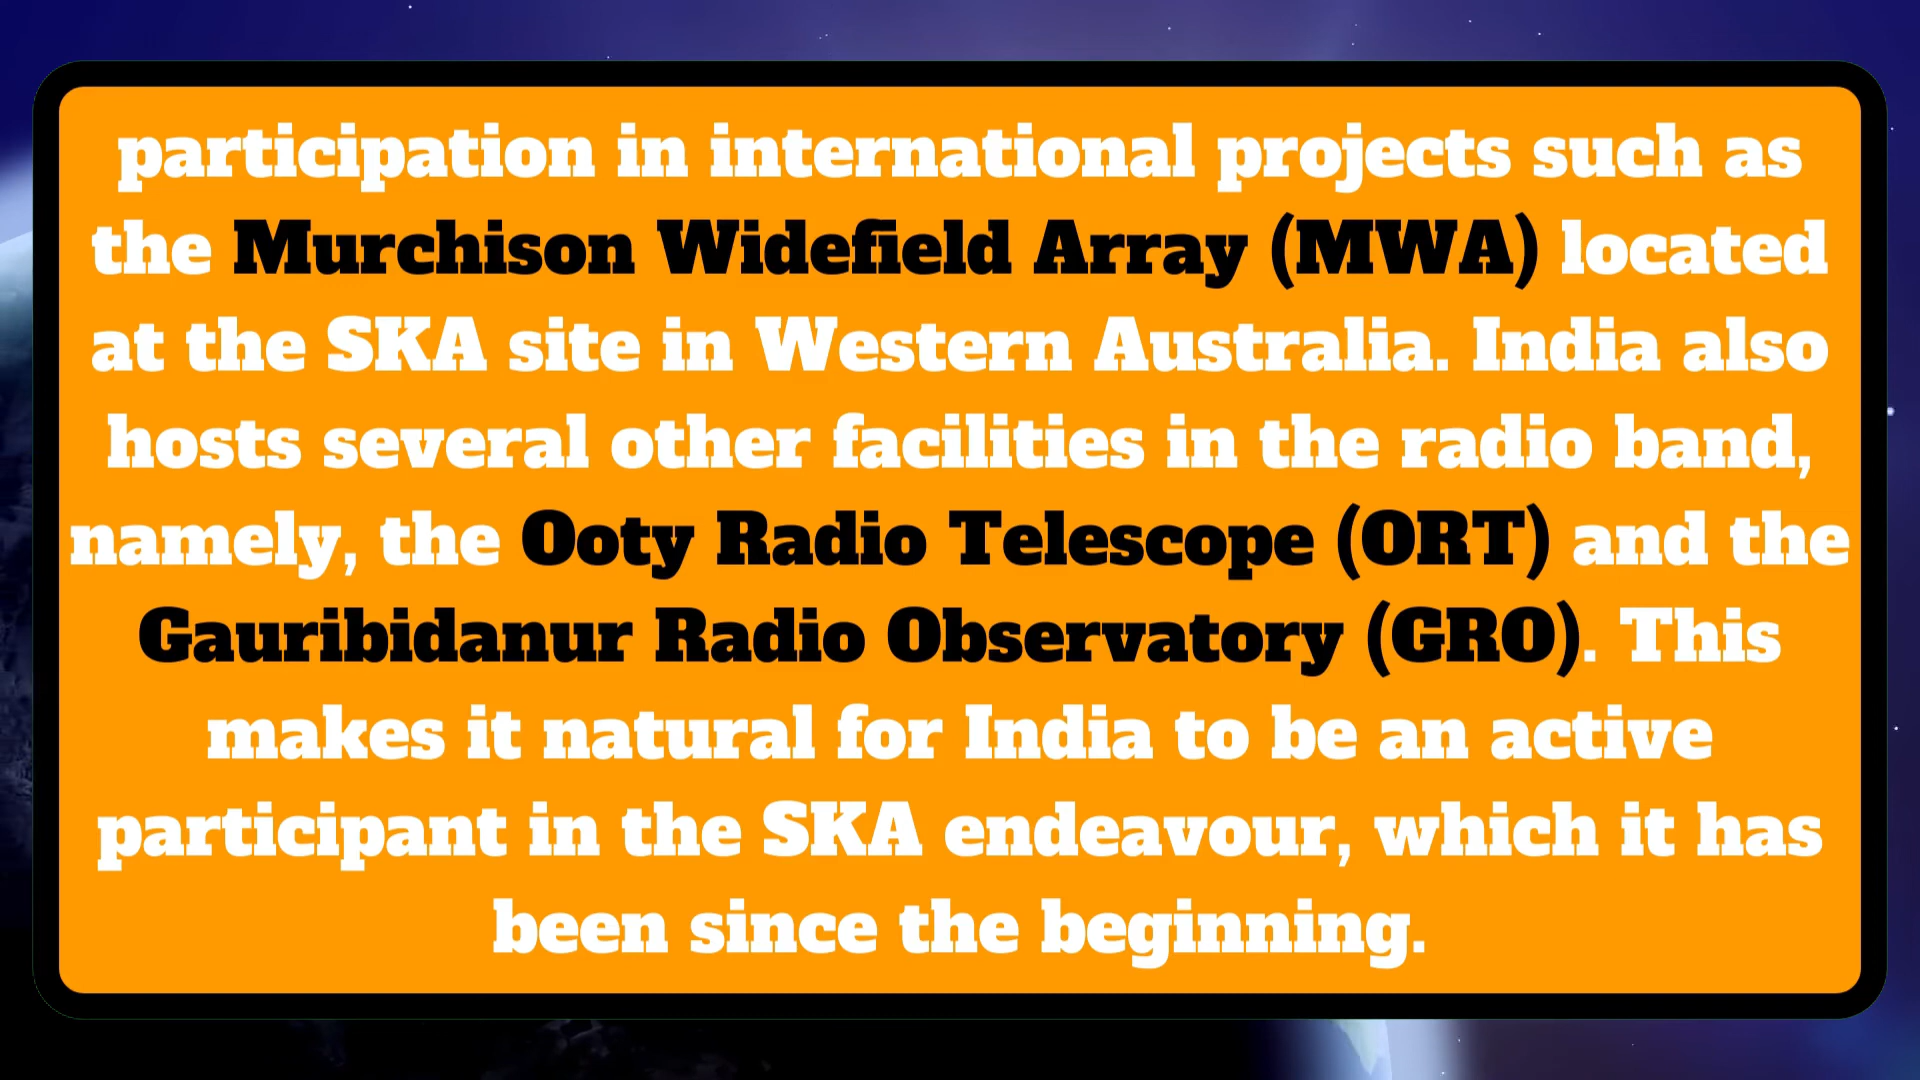 participation in international projects such as
the Murchison Widefield Array (MWA) located
at the SKA site in Western Australia. India also
hosts several other facilities in the radio band,
namely, the Ooty Radio Telescope (ORT) and the
Gauribidanur Radio Observatory (GRO). This
makes it natural for India to be an active
participant in the SKA endeavour, which it has
been since the beginning.